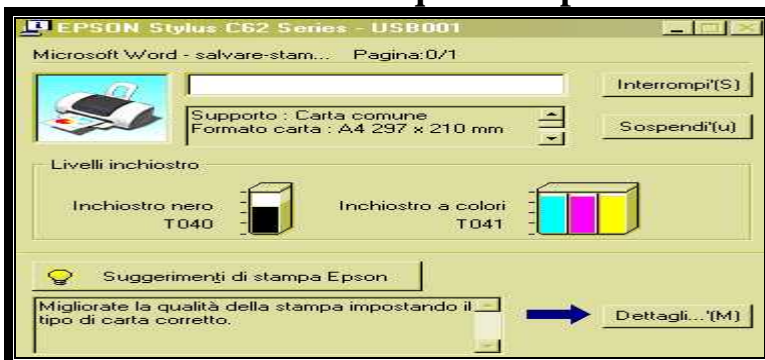 EPSON Stylus C62 Series - USB001
Microsoft Word - salvare-stam... Pagina:0/1
Interrompi'(S)
Supporto : Carta comune
Formato carta : A4 297 x 210 mm
Sospendi'(u)
Livelli inchiostro
Inchiostro nero
T040
Inchiostro a colori
T041
Suggerimenti di stampa Epson
Migliorate la qualità della stampa impostando il
tipo di carta corretto.
Dettagli...'(M)